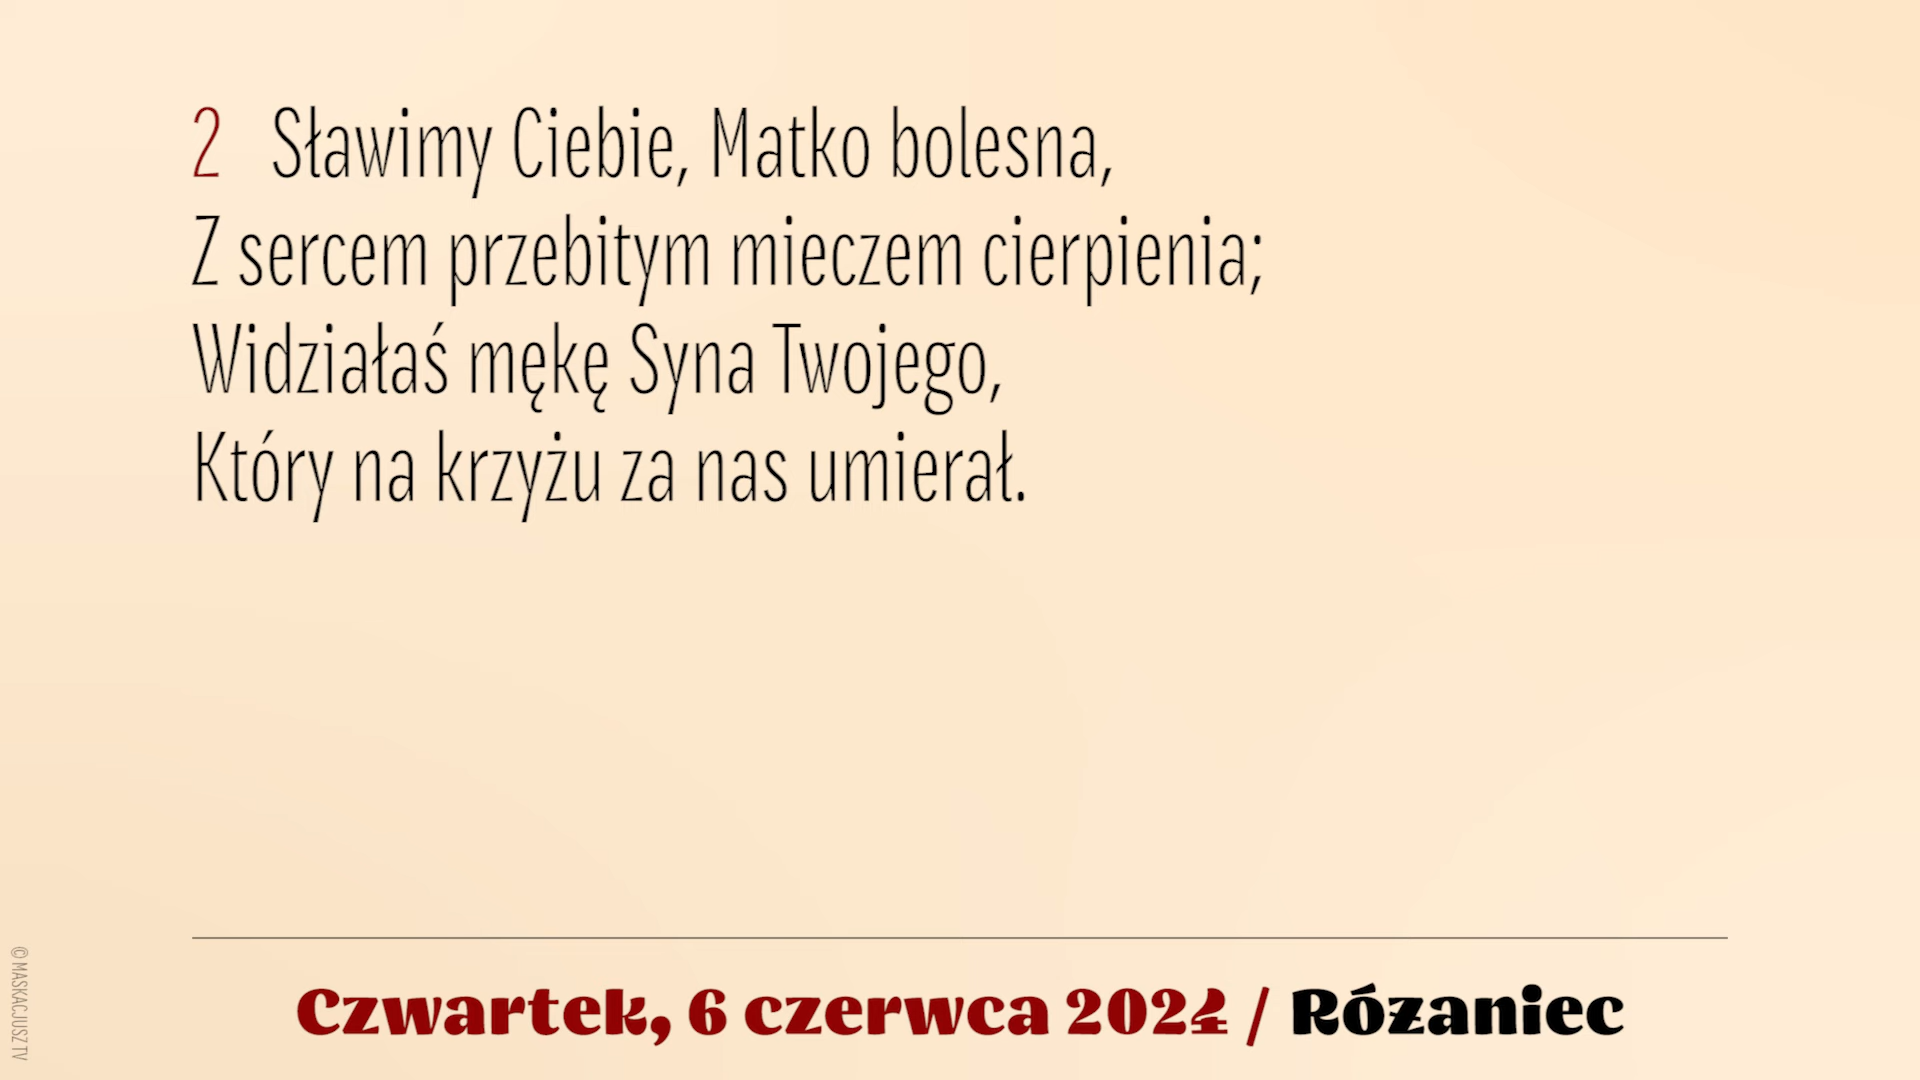 2 Sławimy Ciebie, Matko bolesna,
Z sercem przebitym mieczem cierpienia;
Widziałaś mękę Syna Twojego,
Który na krzyżu za nas umierał.
Czwartek, 6 czerwca 2024 / Różaniec
© MASKACJUSZ TV